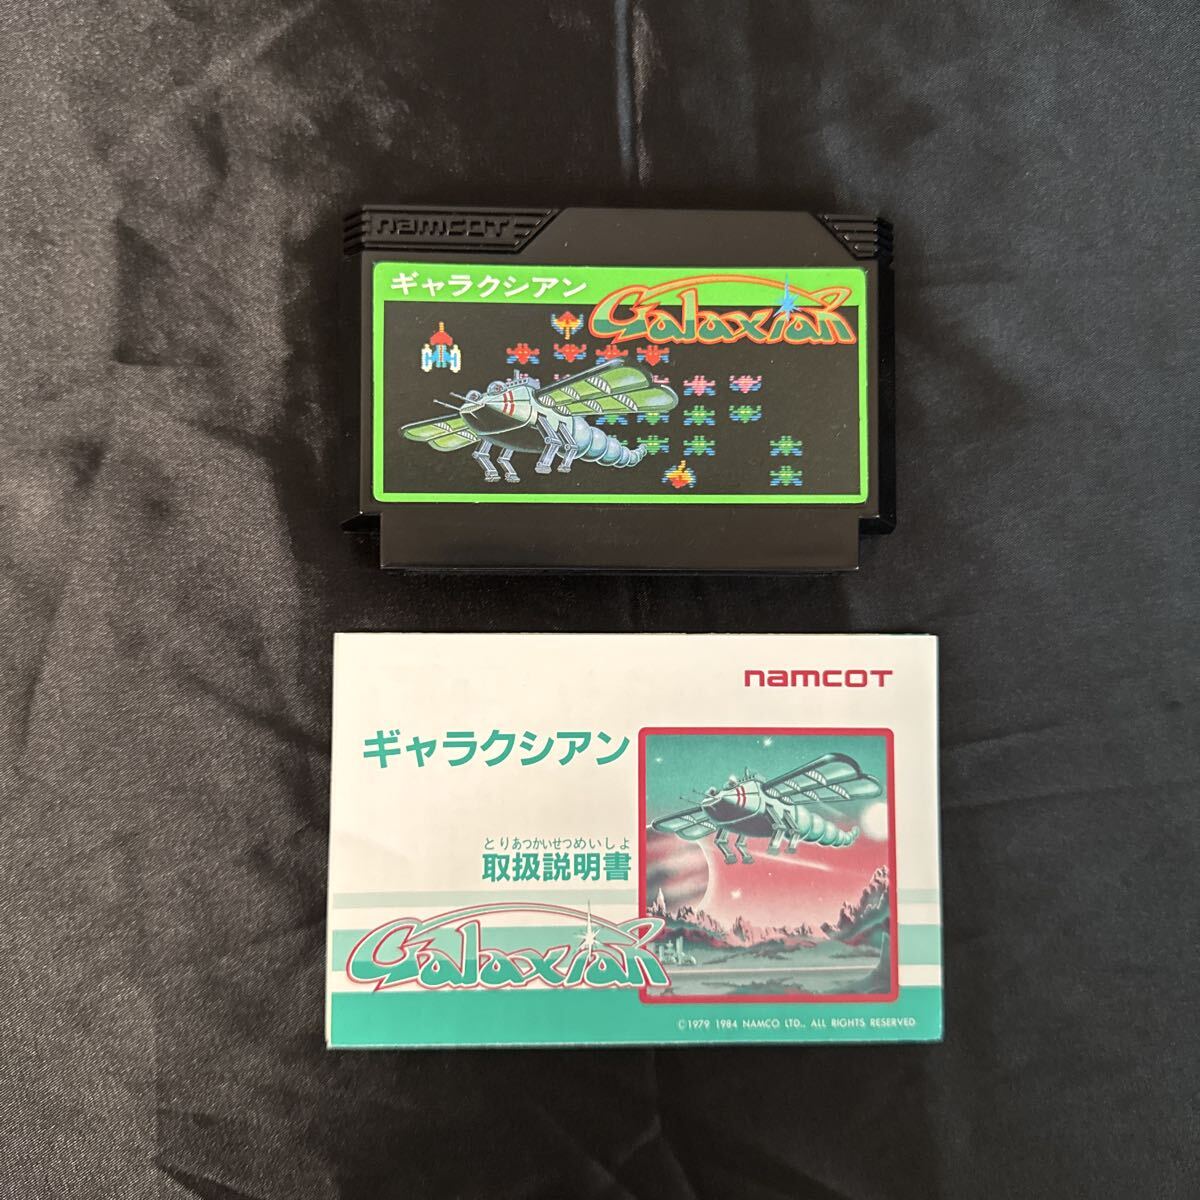 namcot
ギャラクシアン
Galaxian
namcot
ギャラクシアン
とりあつかいせつめいしょ
取扱説明書
Galaxian
©1979 1984 NAMCO LTD., ALL RIGHTS RESERVED